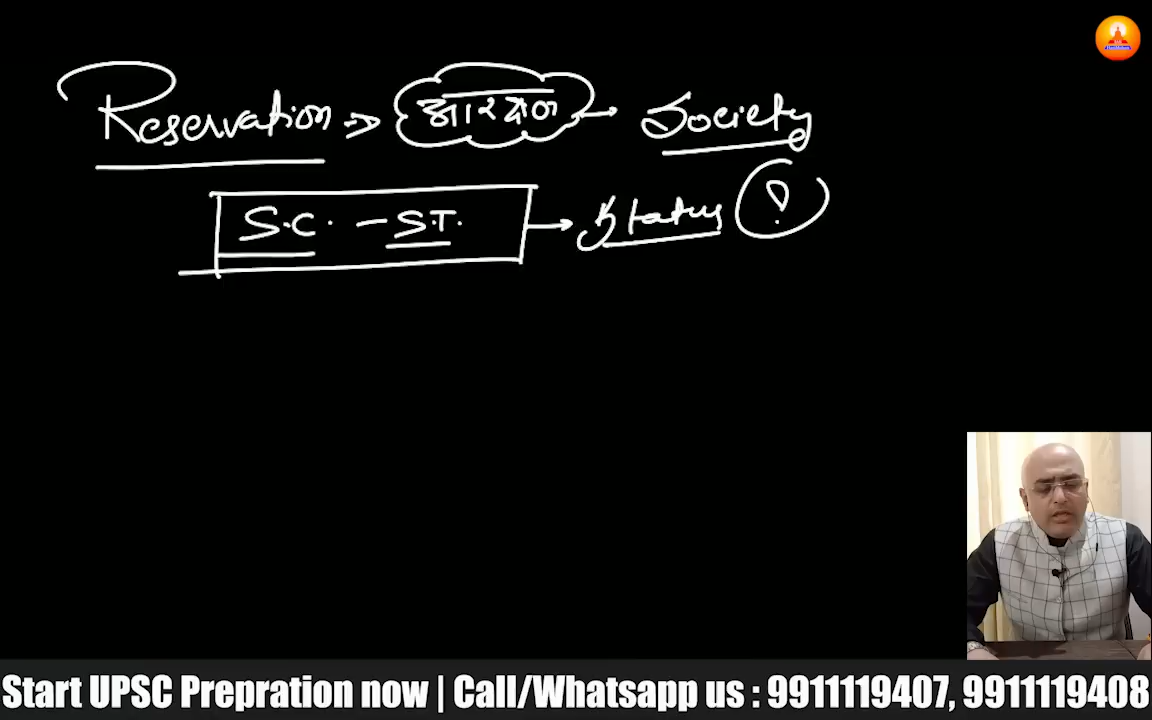 Reservation ⇒ आरक्षण → Society
S.C. - S.T. → Status ?
Start UPSC Prepration now | Call/Whatsapp us : 9911119407, 9911119408